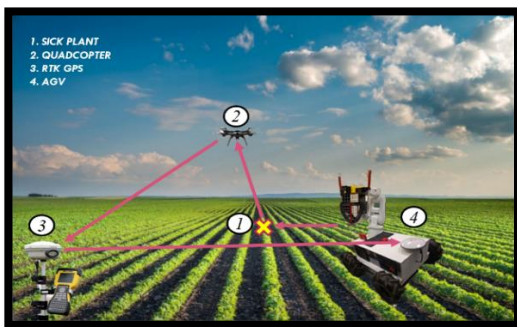 1. SICK PLANT
2. QUADCOPTER
3. RTK GPS
4. AGV
2
1
4
3